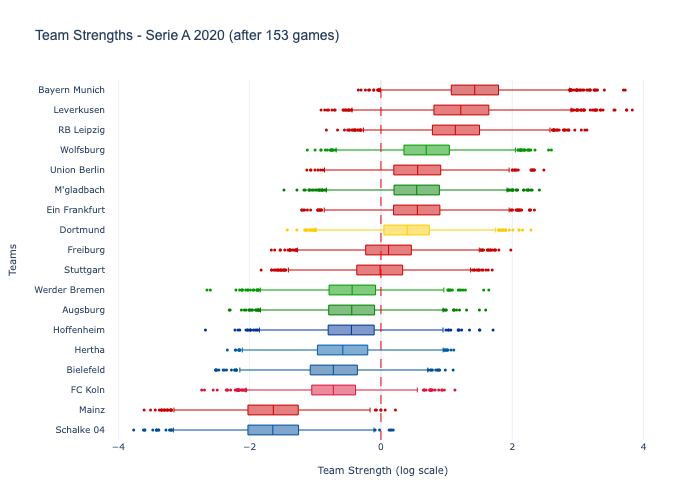 Team Strengths - Serie A 2020 (after 153 games)
Bayern Munich
Leverkusen
RB Leipzig
Wolfsburg
Union Berlin
M'gladbach
Ein Frankfurt
Dortmund
Freiburg
Stuttgart
Werder Bremen
Augsburg
Hoffenheim
Hertha
Bielefeld
FC Koln
Mainz
Schalke 04
Teams
−4 −2 0 2 4
Team Strength (log scale)